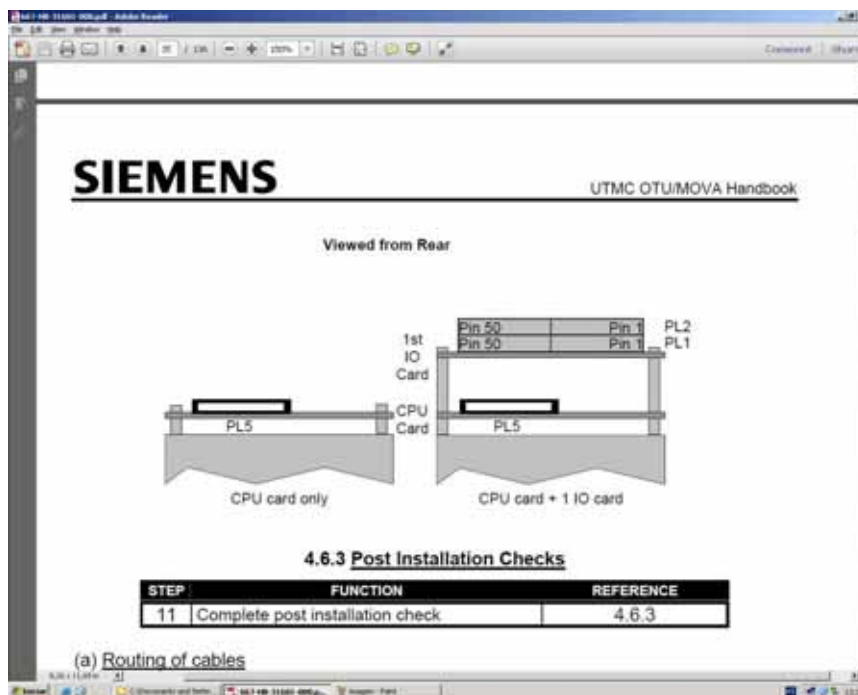 Adobe Reader
SIEMENS
UTMC OTU/MOVA Handbook
Viewed from Rear
1st
IO
Card
Pin 50 Pin 1 PL2
Pin 50 Pin 1 PL1
CPU
Card
PL5
PL5
CPU card only
CPU card + 1 IO card
4.6.3 Post Installation Checks
STEP FUNCTION REFERENCE
11 Complete post installation check 4.6.3
(a) Routing of cables